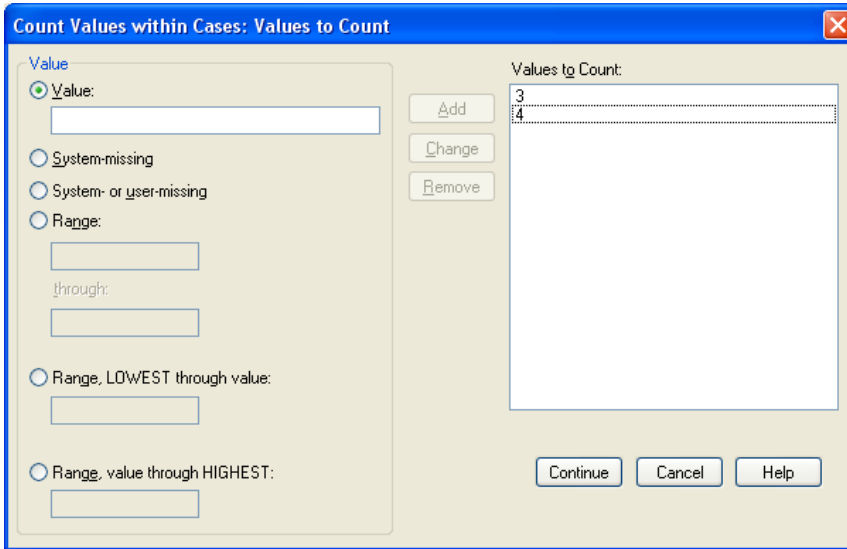 Count Values within Cases: Values to Count
Value
Value:
System-missing
System- or user-missing
Range:
through:
Range, LOWEST through value:
Range, value through HIGHEST:
Add
Change
Remove
Values to Count:
3
4
Continue
Cancel
Help